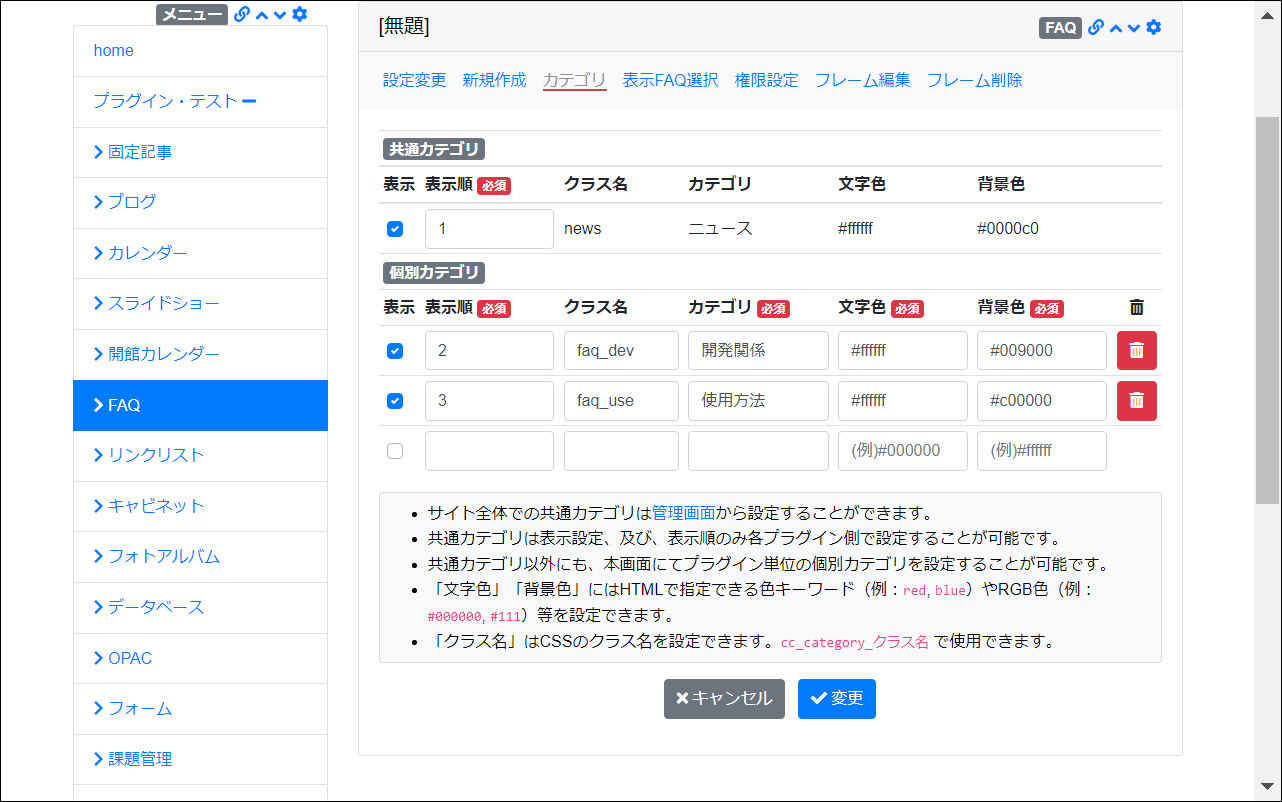 メニュー
home
プラグイン・テスト
固定記事
ブログ
カレンダー
スライドショー
開館カレンダー
FAQ
リンクリスト
キャビネット
フォトアルバム
データベース
OPAC
フォーム
課題管理
[無題] FAQ
設定変更 新規作成 カテゴリ 表示FAQ選択 権限設定 フレーム編集 フレーム削除
共通カテゴリ
表示 表示順 必須 クラス名 カテゴリ 文字色 背景色
1 news ニュース #ffffff #0000c0
個別カテゴリ
表示 表示順 必須 クラス名 カテゴリ 必須 文字色 必須 背景色 必須
2 faq_dev 開発関係 #ffffff #009000
3 faq_use 使用方法 #ffffff #c00000
(例)#000000 (例)#ffffff
• サイト全体での共通カテゴリは管理画面から設定することができます。
• 共通カテゴリは表示設定、及び、表示順のみ各プラグイン側で設定することが可能です。
• 共通カテゴリ以外にも、本画面にてプラグイン単位の個別カテゴリを設定することが可能です。
• 「文字色」「背景色」にはHTMLで指定できる色キーワード（例：red, blue）やRGB色（例：
#000000, #111）等を設定できます。
• 「クラス名」はCSSのクラス名を設定できます。cc_category_クラス名 で使用できます。
キャンセル 変更